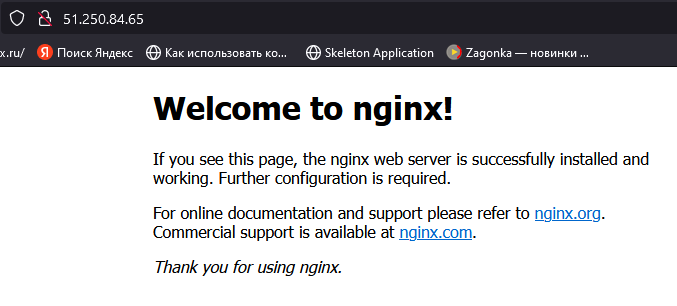 51.250.84.65
x.ru/ Поиск Яндекс Как использовать ко... Skeleton Application Zagonka — новинки ...
Welcome to nginx!
If you see this page, the nginx web server is successfully installed and
working. Further configuration is required.
For online documentation and support please refer to nginx.org.
Commercial support is available at nginx.com.
Thank you for using nginx.